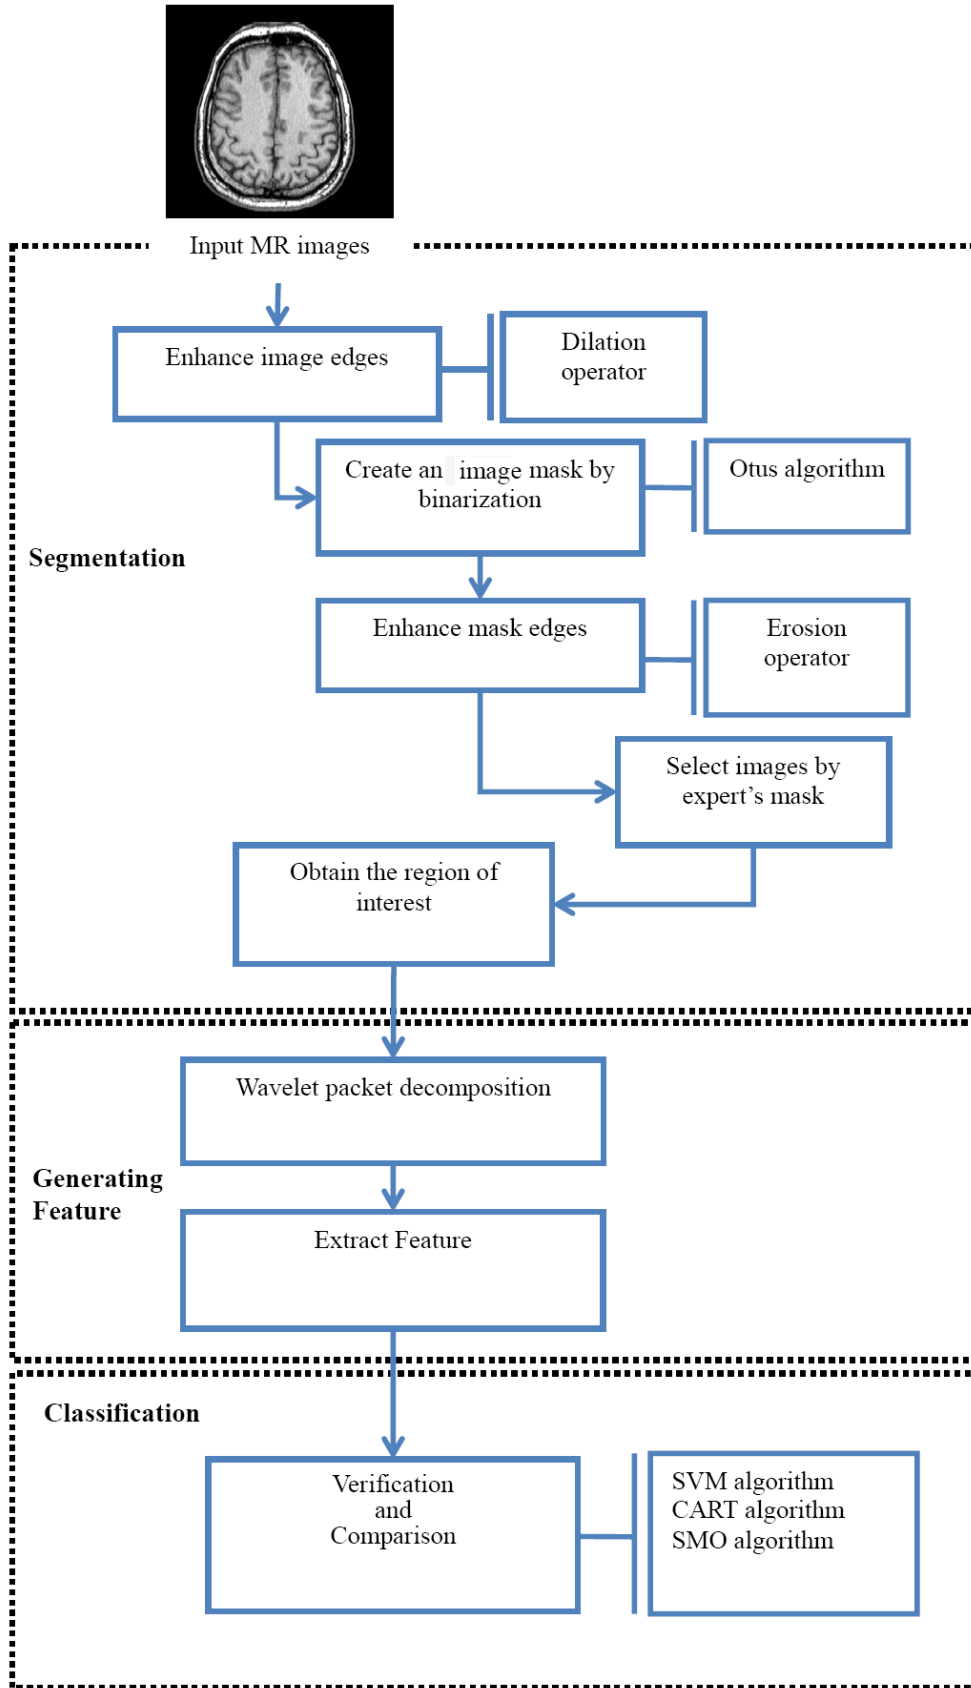 Input MR images
Enhance image edges
Dilation
operator
Create an image mask by
binarization
Otus algorithm
Segmentation
Enhance mask edges
Erosion
operator
Select images by
expert’s mask
Obtain the region of
interest
Wavelet packet decomposition
Generating
Feature
Extract Feature
Classification
Verification
and
Comparison
SVM algorithm
CART algorithm
SMO algorithm